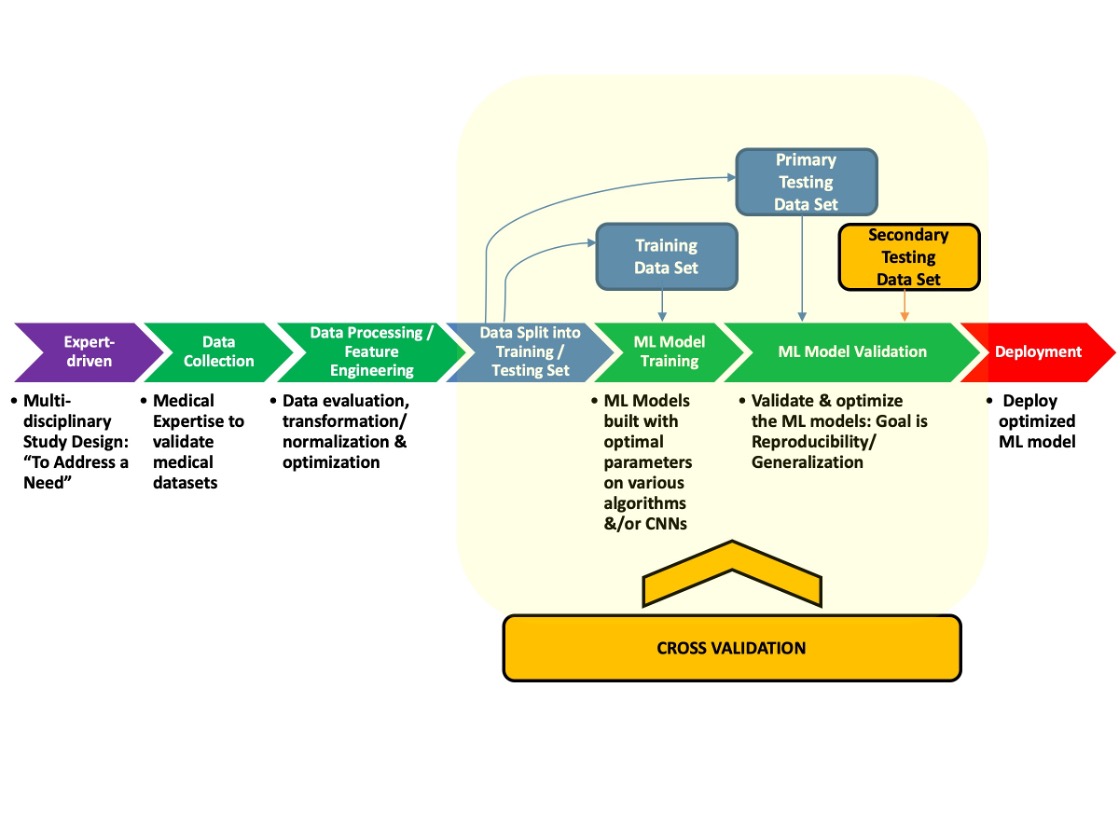 Primary
Testing
Data Set
Training
Data Set
Secondary
Testing
Data Set
Expert-
driven
Data
Collection
Data Processing /
Feature
Engineering
Data Split into
Training /
Testing Set
ML Model
Training
ML Model Validation
Deployment
• Multi-
disciplinary
Study Design:
“To Address a
Need”
• Medical
Expertise to
validate
medical
datasets
• Data evaluation,
transformation/
normalization &
optimization
• ML Models
built with
optimal
parameters
on various
algorithms
&/or CNNs
• Validate & optimize
the ML models: Goal is
Reproducibility/
Generalization
• Deploy
optimized
ML model
CROSS VALIDATION